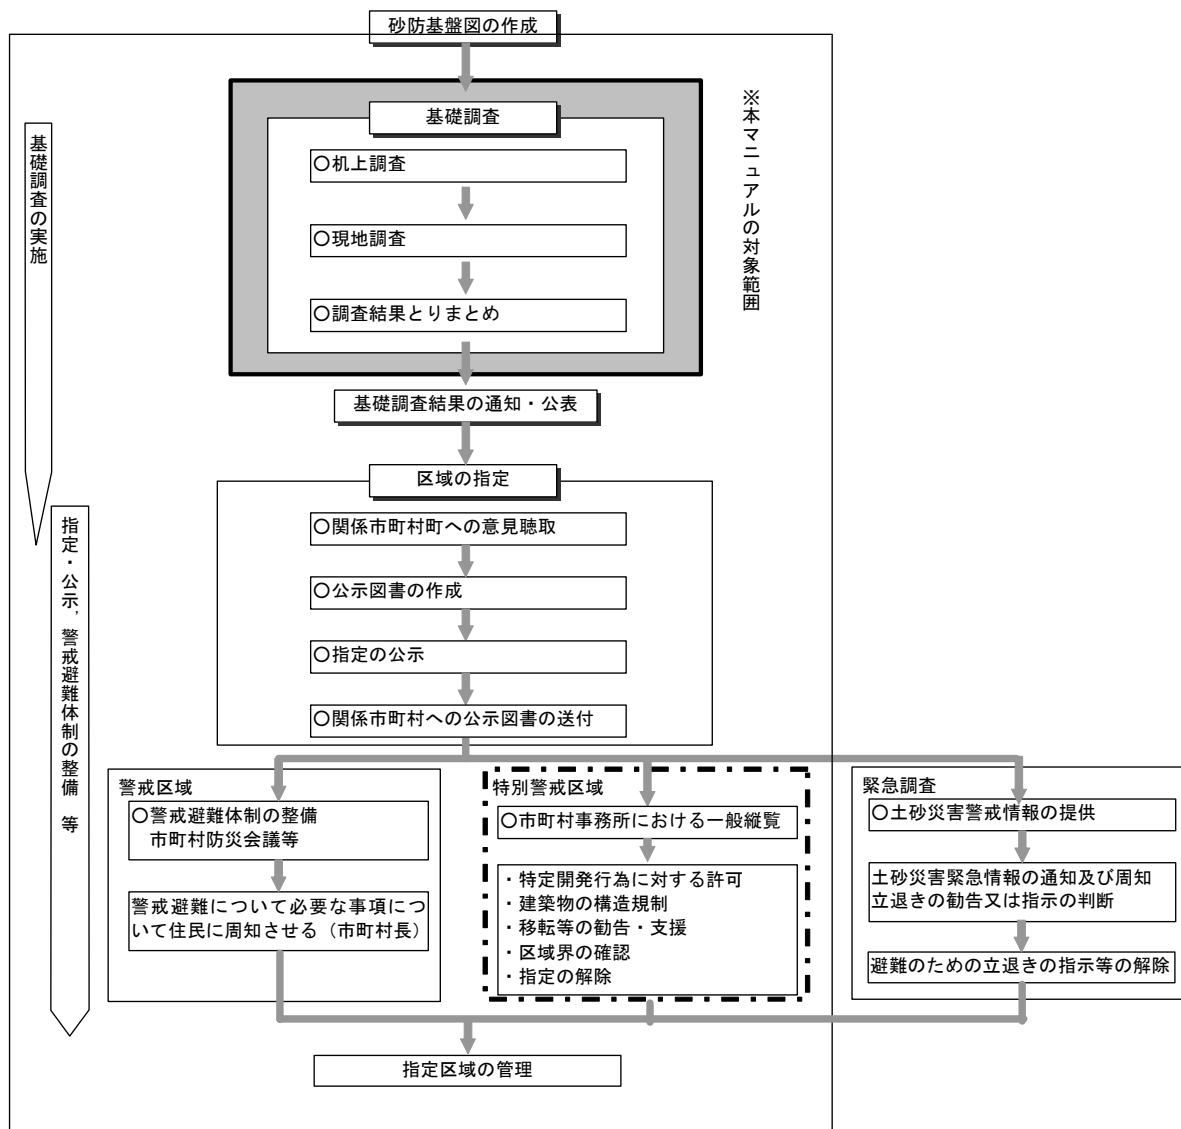 砂防基盤図の作成
※本マニュアルの対象範囲
基礎調査の実施
基礎調査
○机上調査
○現地調査
○調査結果とりまとめ
基礎調査結果の通知・公表
指定・公示，警戒避難体制の整備 等
区域の指定
○関係市町村町への意見聴取
○公示図書の作成
○指定の公示
○関係市町村への公示図書の送付
警戒区域
○警戒避難体制の整備
市町村防災会議等
警戒避難について必要な事項につ
いて住民に周知させる（市町村長）
特別警戒区域
○市町村事務所における一般縦覧
・特定開発行為に対する許可
・建築物の構造規制
・移転等の勧告・支援
・区域界の確認
・指定の解除
緊急調査
○土砂災害警戒情報の提供
土砂災害緊急情報の通知及び周知
立退きの勧告又は指示の判断
避難のための立退きの指示等の解除
指定区域の管理